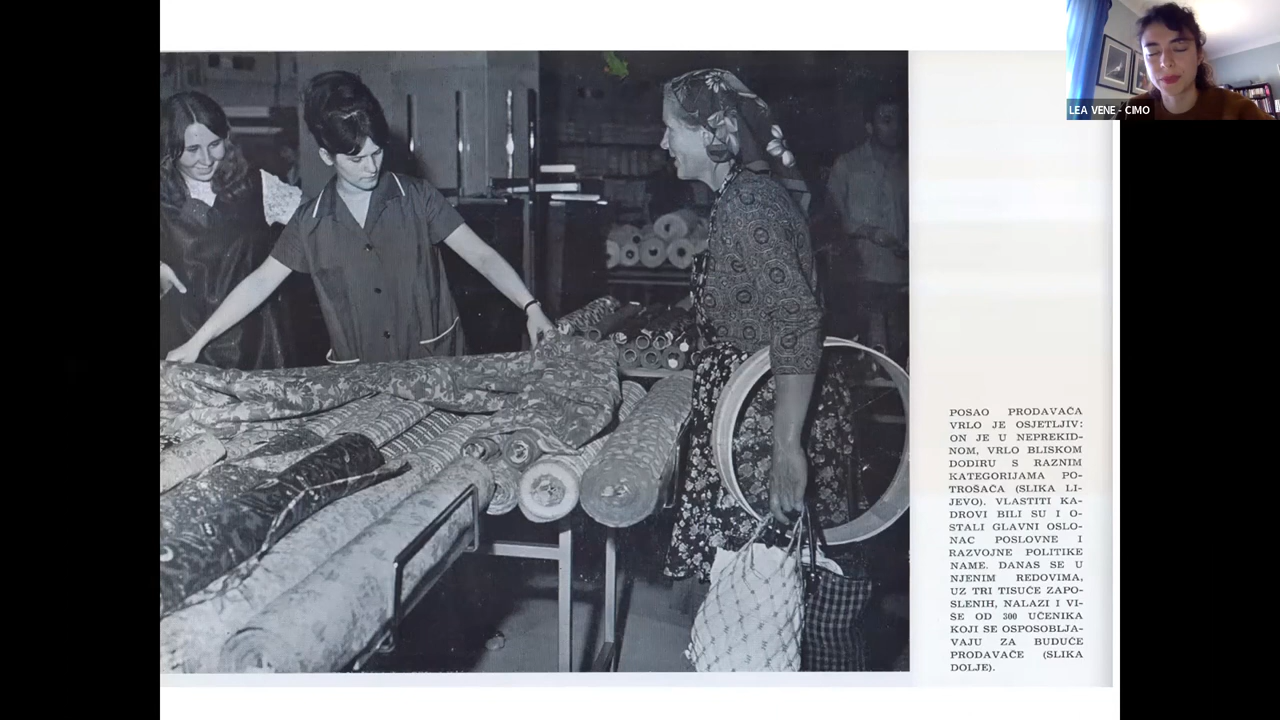 LEA VENE - CIMO
POSAO PRODAVAČA
VRLO JE OSJETLJIV:
ON JE U NEPREKID-
NOM, VRLO BLISKOM
DODIRU S RAZNIM
KATEGORIJAMA PO-
TROŠAČA (SLIKA LI-
JEVO). VLASTITI KA-
DROVI BILI SU I O-
STALI GLAVNI OSLO-
NAC POSLOVNE I
RAZVOJNE POLITIKE
NAME. DANAS SE U
NJENIM REDOVIMA,
UZ TRI TISUĆE ZAPO-
SLENIH, NALAZI I VI-
ŠE OD 300 UČENIKA
KOJI SE OSPOSOBLJA-
VAJU ZA BUDUĆE
PRODAVAČE (SLIKA
DOLJE).